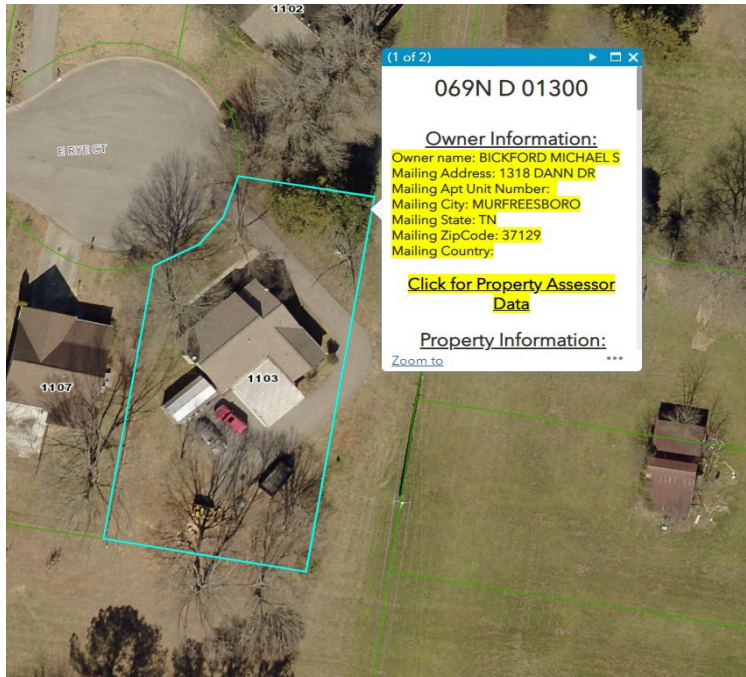 1102
(1 of 2)
069N D 01300
E RYE CT
Owner Information:
Owner name: BICKFORD MICHAEL S
Mailing Address: 1318 DANN DR
Mailing Apt Unit Number:
Mailing City: MURFREESBORO
Mailing State: TN
Mailing ZipCode: 37129
Mailing Country:
Click for Property Assessor
Data
Property Information:
Zoom to
•••
1107
1103